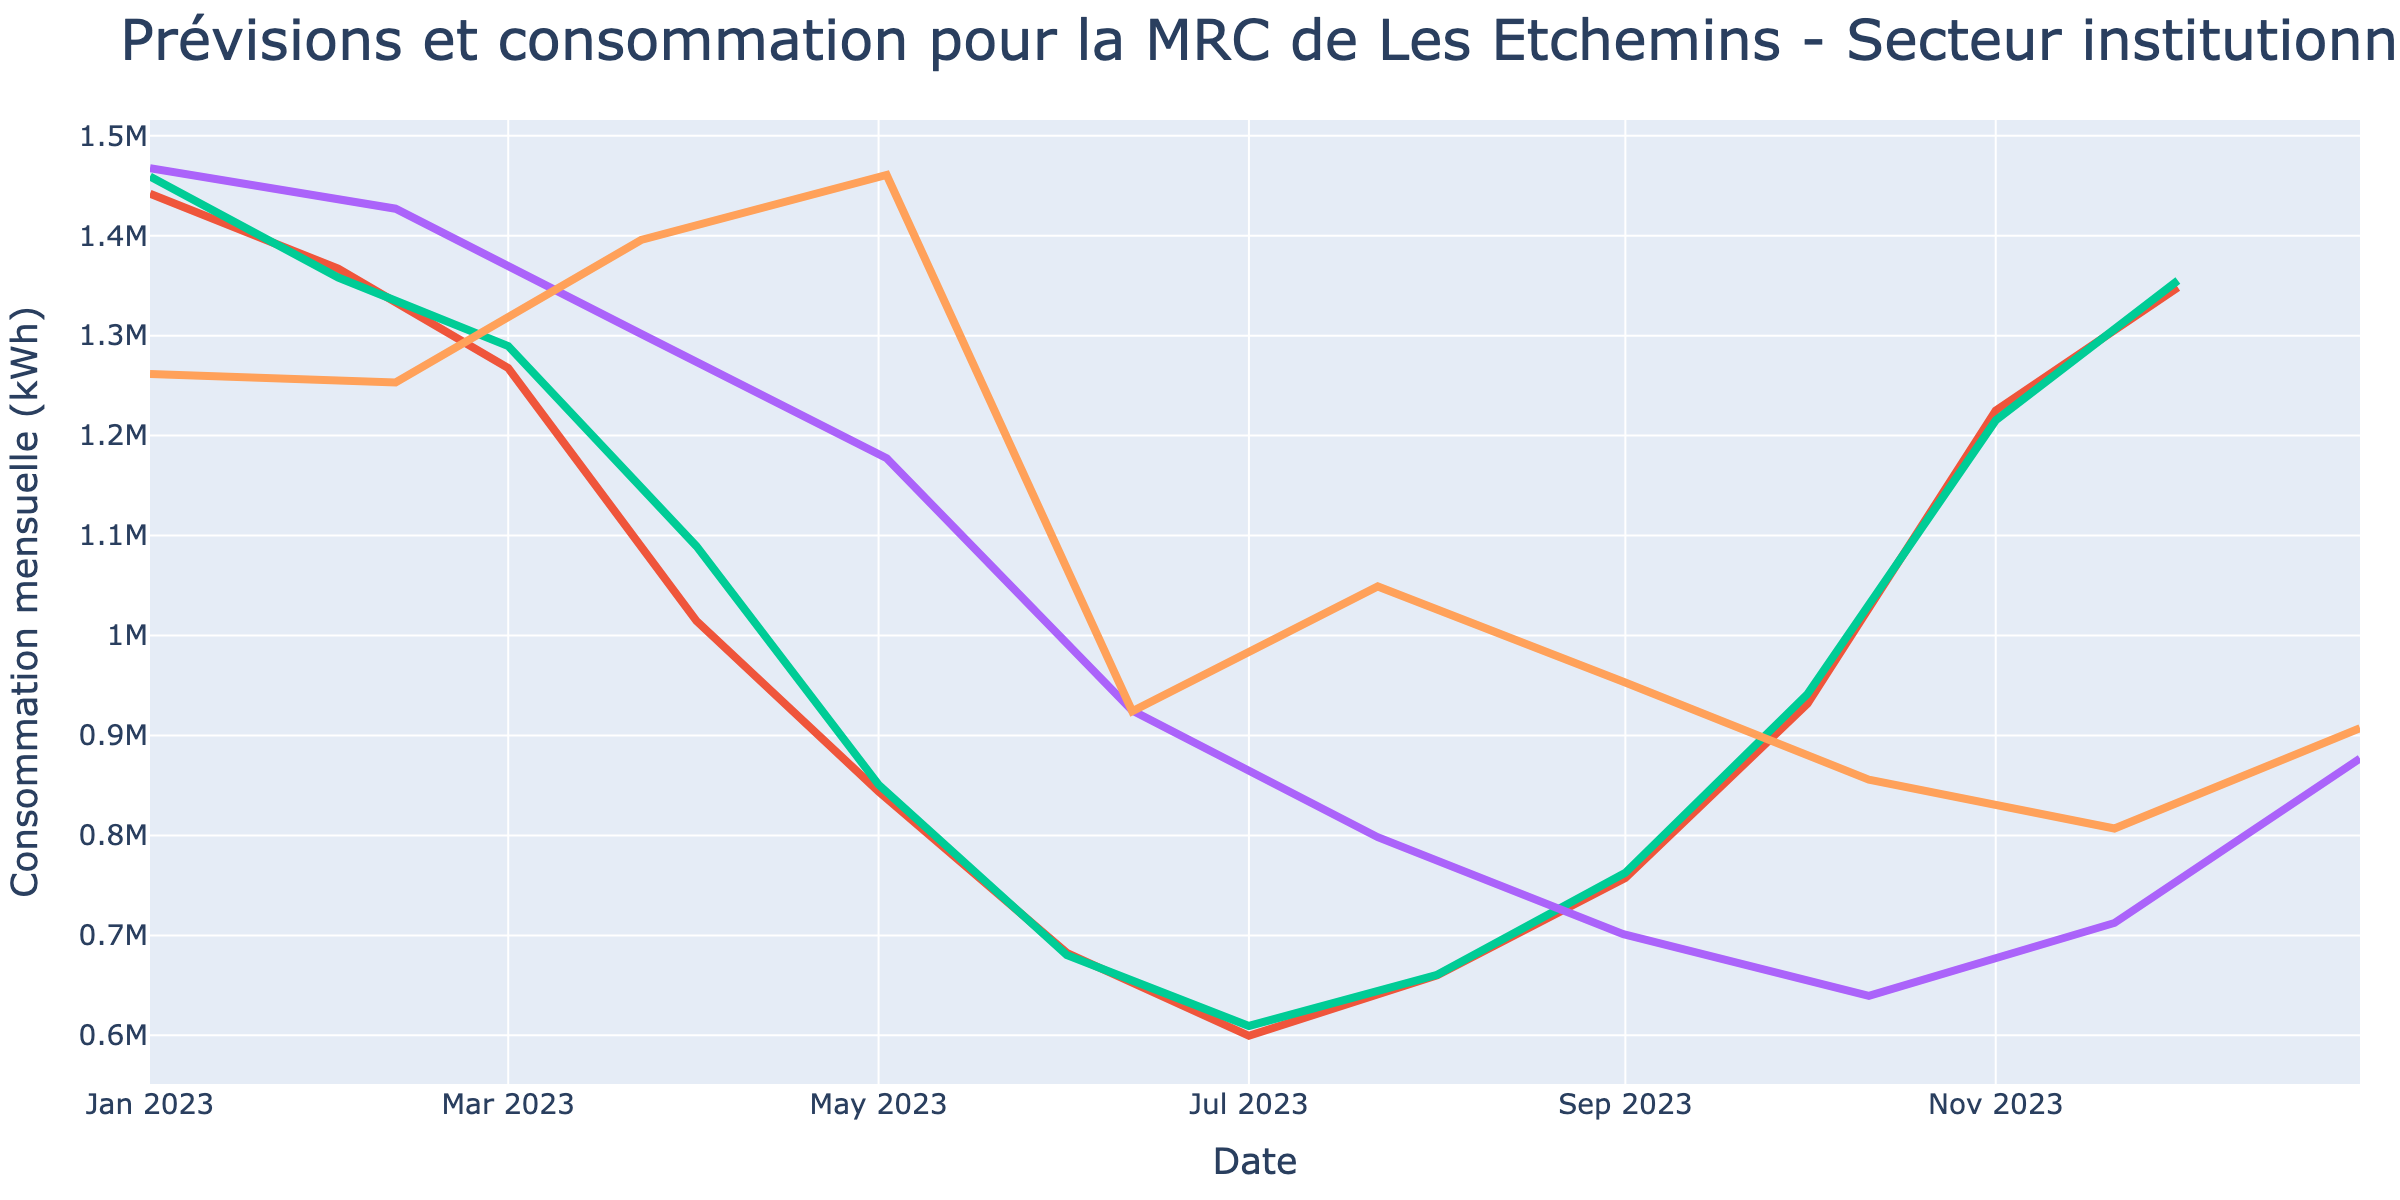 Prévisions et consommation pour la MRC de Les Etchemins - Secteur institutionn
Consommation mensuelle (kWh)
1.5M
1.4M
1.3M
1.2M
1.1M
1M
0.9M
0.8M
0.7M
0.6M
Jan 2023 Mar 2023 May 2023 Jul 2023 Sep 2023 Nov 2023
Date